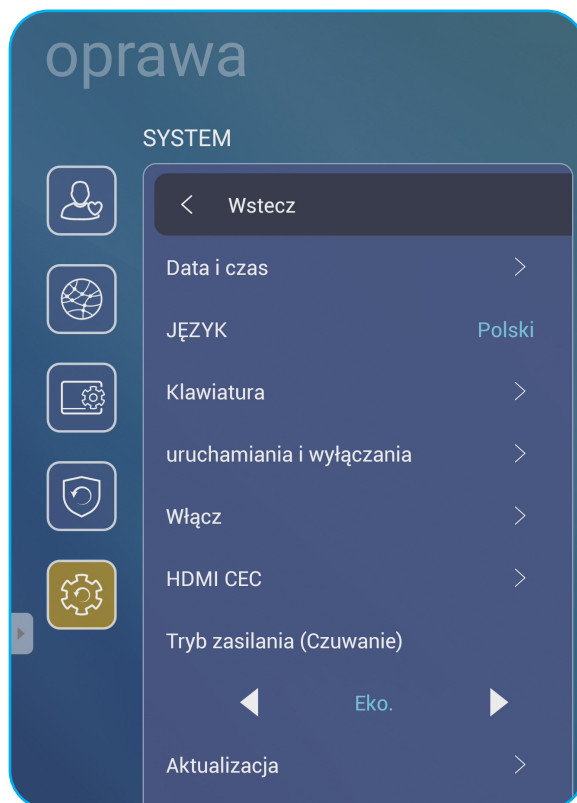 oprawa
SYSTEM
Wstecz
Data i czas
JĘZYK Polski
Klawiatura
uruchamiania i wyłączania
Włącz
HDMI CEC
Tryb zasilania (Czuwanie)
Eko.
Aktualizacja